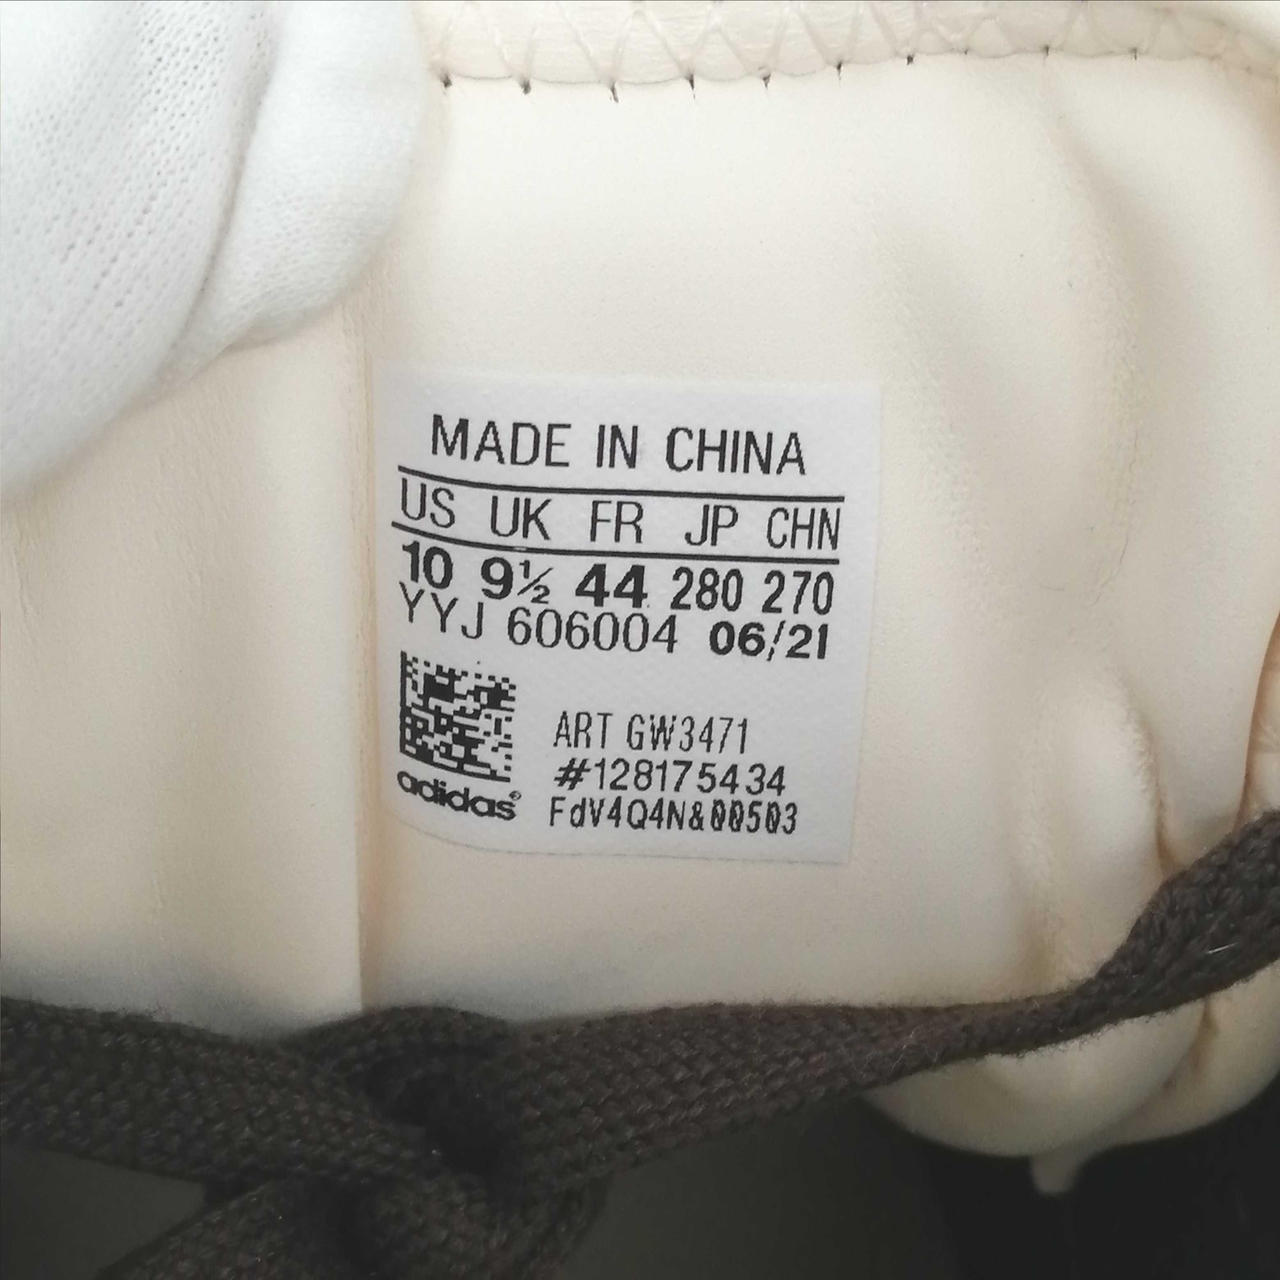 MADE IN CHINA
US UK FR JP CHN
10 9½ 44 280 270
YYJ 606004 06/21
ART GW3471
#128175434
adidas®
FdV4Q4N&00503